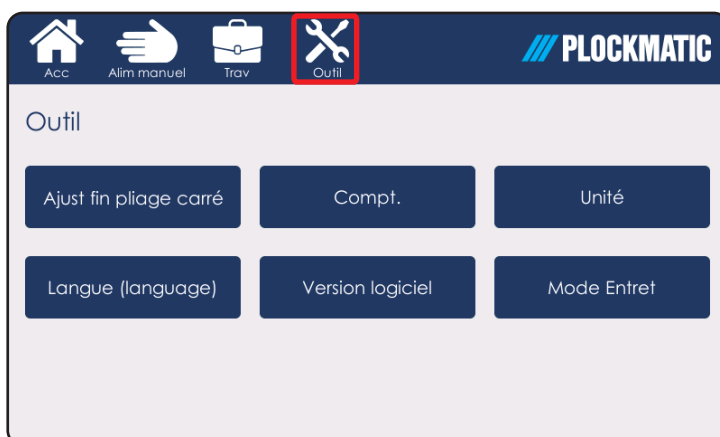 Acc Alim manuel Trav Outil PLOCKMATIC
Outil
Ajust fin pliage carré Compt. Unité
Langue (language) Version logiciel Mode Entret